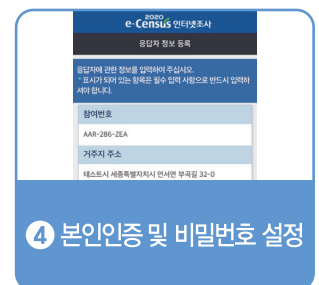 2020
e-Census 인터넷조사
응답자 정보 등록
응답자에 관한 정보를 입력하여 주십시오.
* 표시가 되어 있는 항목은 필수 입력 사항으로 반드시 입력하
셔야 합니다.
참여번호
AAR-2B6-ZEA
거주지 주소
테스트시 세종특별자치시 연서면 부곡길 32-0
4 본인인증 및 비밀번호 설정